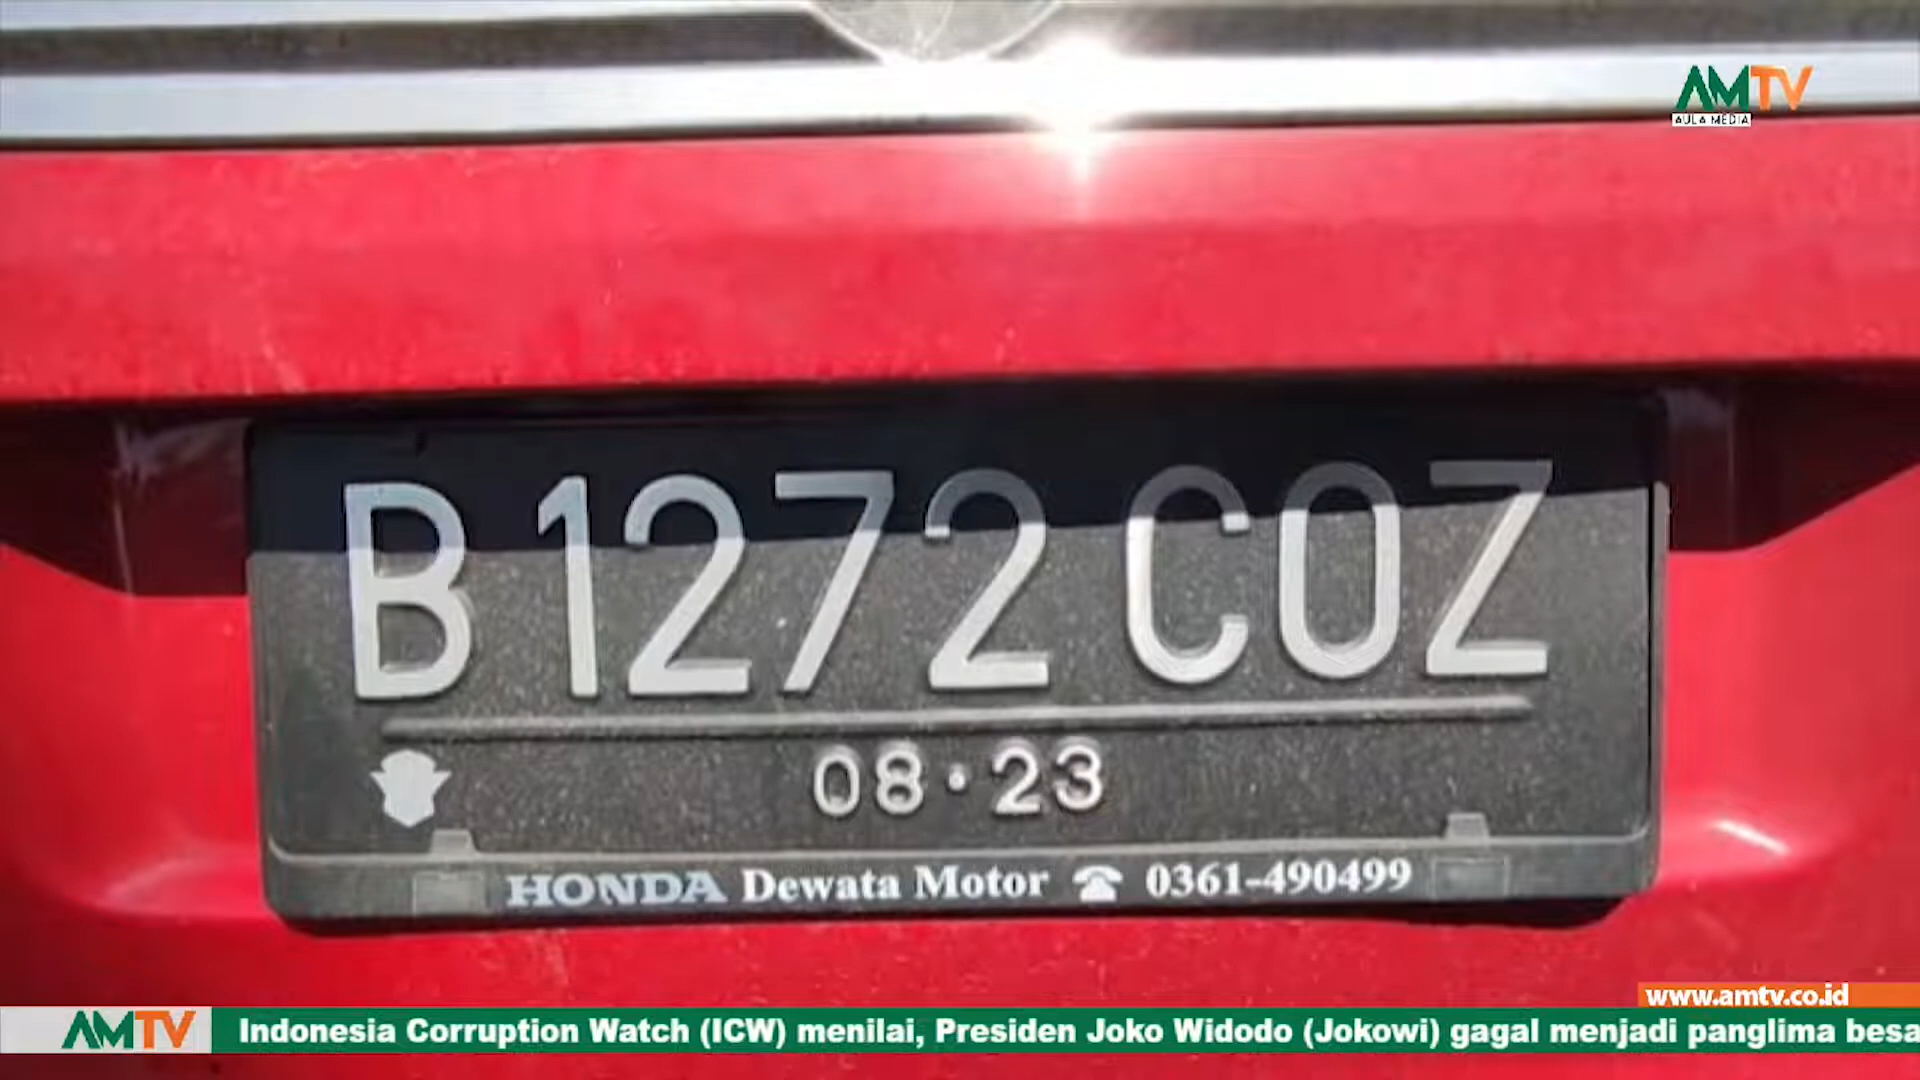 AMTV
AULA MEDIA
B 1272 COZ
08·23
HONDA Dewata Motor ☎ 0361-490499
www.amtv.co.id
AMTV Indonesia Corruption Watch (ICW) menilai, Presiden Joko Widodo (Jokowi) gagal menjadi panglima besa